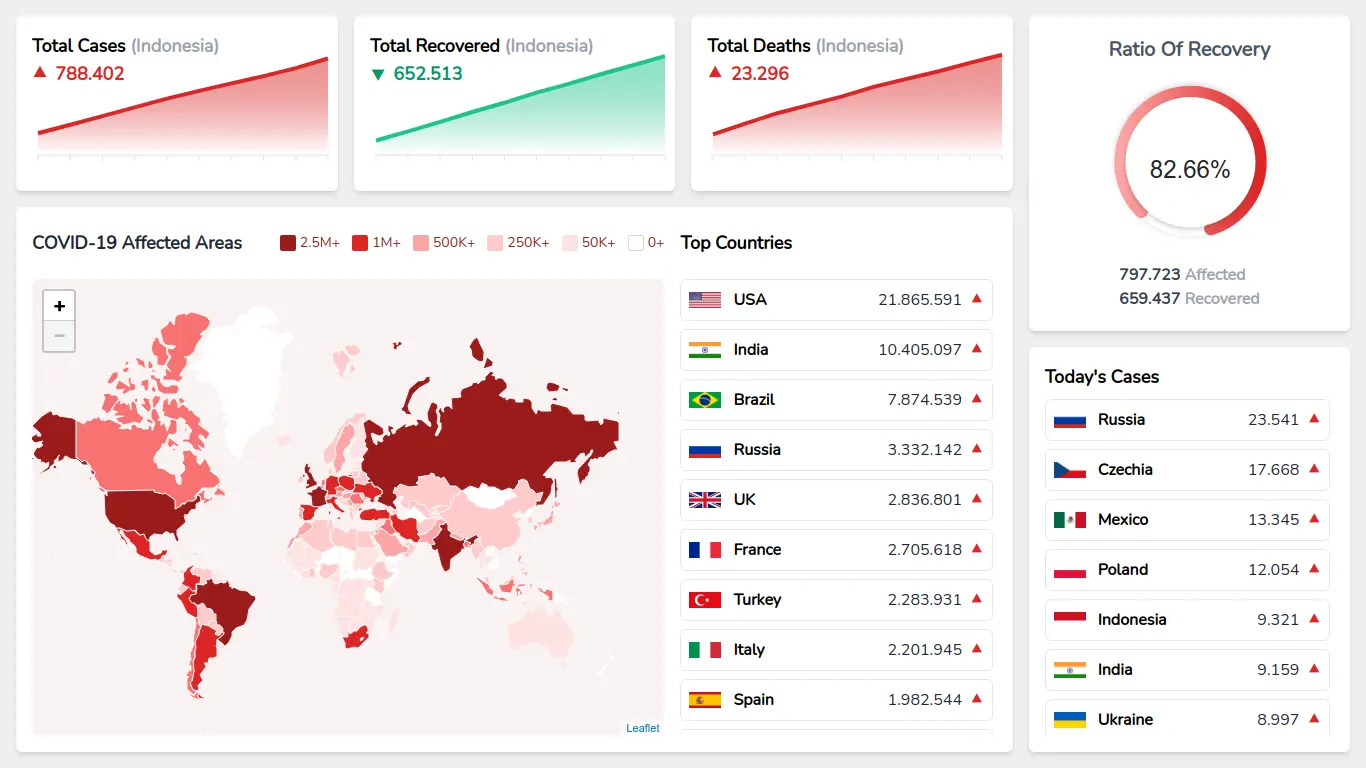 Total Cases (Indonesia)
788.402
Total Recovered (Indonesia)
652.513
Total Deaths (Indonesia)
23.296
Ratio Of Recovery
82.66%
797.723 Affected
659.437 Recovered
COVID-19 Affected Areas
2.5M+ 1M+ 500K+ 250K+ 50K+ 0+
+
−
Leaflet
Top Countries
USA 21.865.591
India 10.405.097
Brazil 7.874.539
Russia 3.332.142
UK 2.836.801
France 2.705.618
Turkey 2.283.931
Italy 2.201.945
Spain 1.982.544
Today's Cases
Russia 23.541
Czechia 17.668
Mexico 13.345
Poland 12.054
Indonesia 9.321
India 9.159
Ukraine 8.997